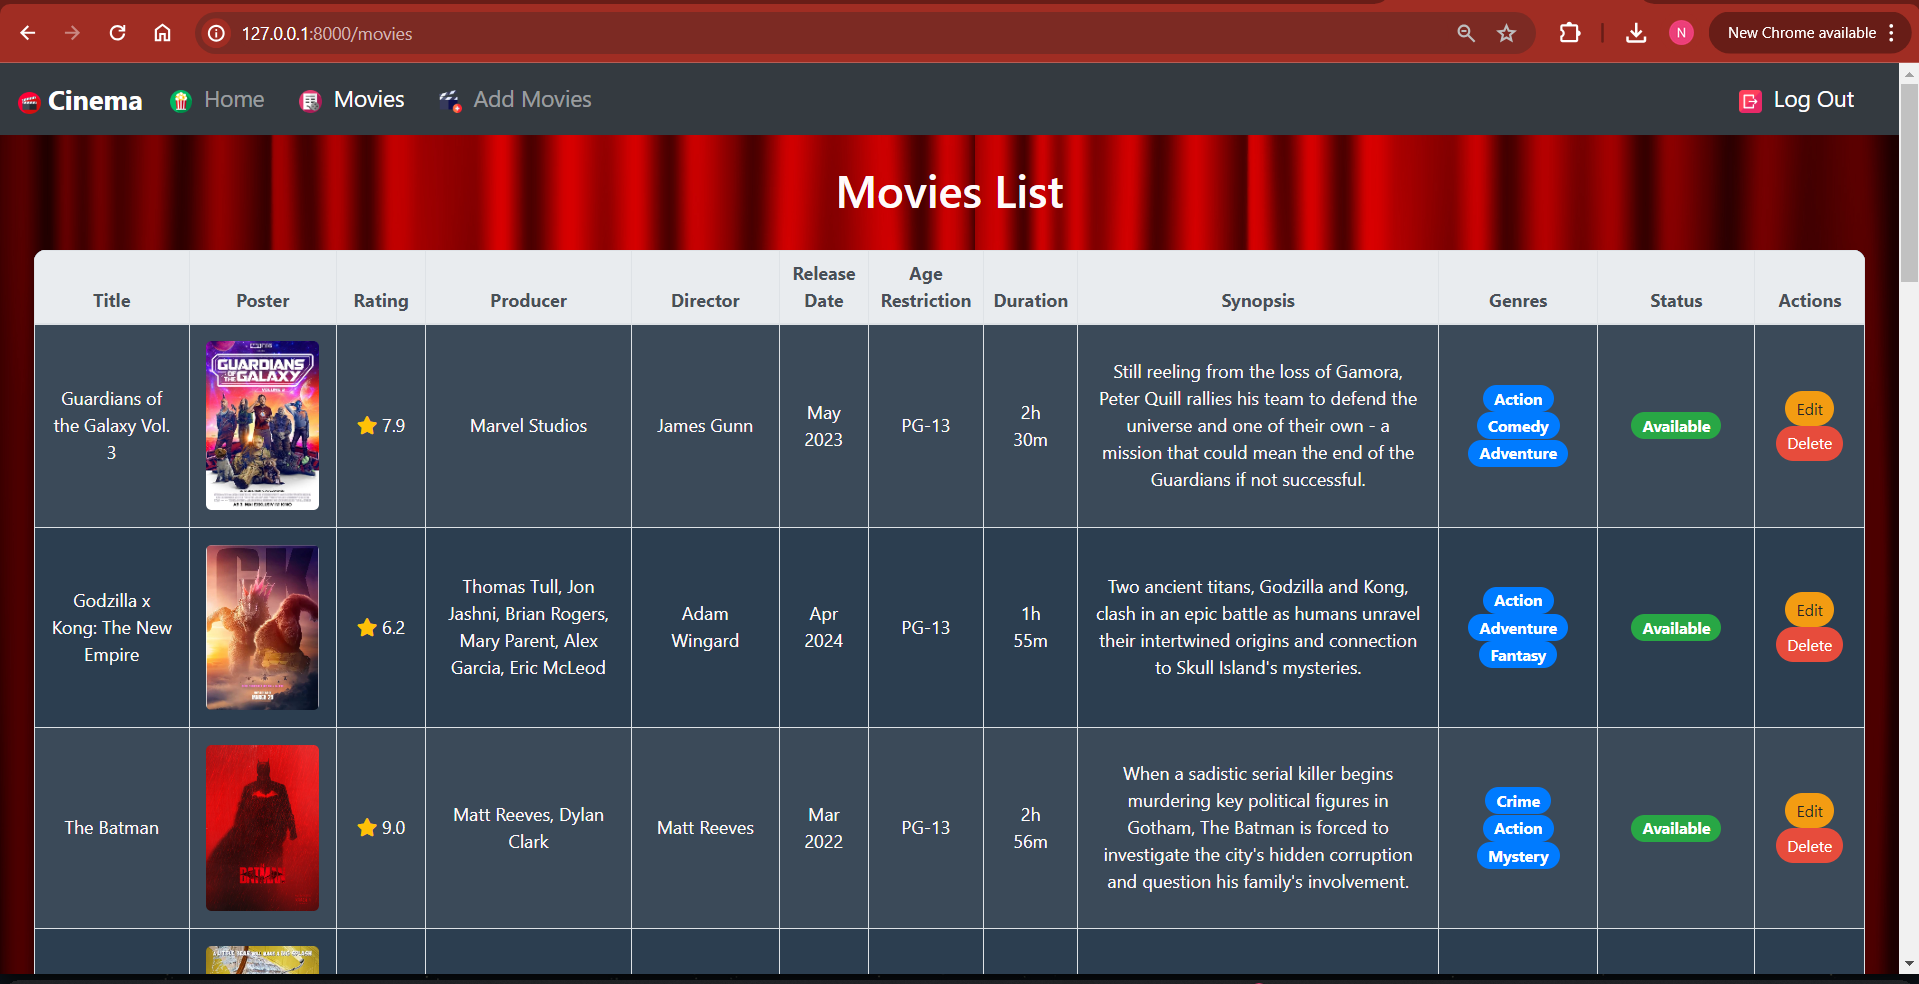 127.0.0.1:8000/movies
N
New Chrome available
Cinema
Home
Movies
Add Movies
Log Out
Movies List
Title
Poster
Rating
Producer
Director
Release
Date
Age
Restriction
Duration
Synopsis
Genres
Status
Actions
Guardians of
the Galaxy Vol.
3
GUARDIANS
OF THE GALAXY
VOLUME 3
7.9
Marvel Studios
James Gunn
May
2023
PG-13
2h
30m
Still reeling from the loss of Gamora,
Peter Quill rallies his team to defend the
universe and one of their own - a
mission that could mean the end of the
Guardians if not successful.
Action
Comedy
Adventure
Available
Edit
Delete
Godzilla x
Kong: The New
Empire
GK
6.2
Thomas Tull, Jon
Jashni, Brian Rogers,
Mary Parent, Alex
Garcia, Eric McLeod
Adam
Wingard
Apr
2024
PG-13
1h
55m
Two ancient titans, Godzilla and Kong,
clash in an epic battle as humans unravel
their intertwined origins and connection
to Skull Island's mysteries.
Action
Adventure
Fantasy
Available
Edit
Delete
The Batman
BATMAN
9.0
Matt Reeves, Dylan
Clark
Matt Reeves
Mar
2022
PG-13
2h
56m
When a sadistic serial killer begins
murdering key political figures in
Gotham, The Batman is forced to
investigate the city's hidden corruption
and question his family's involvement.
Crime
Action
Mystery
Available
Edit
Delete